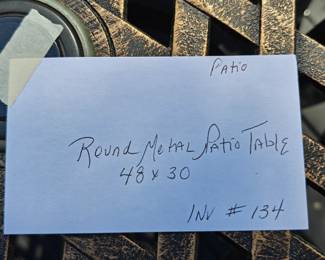 Patio
Round Metal Patio Table
48 x 30
Inv # 134